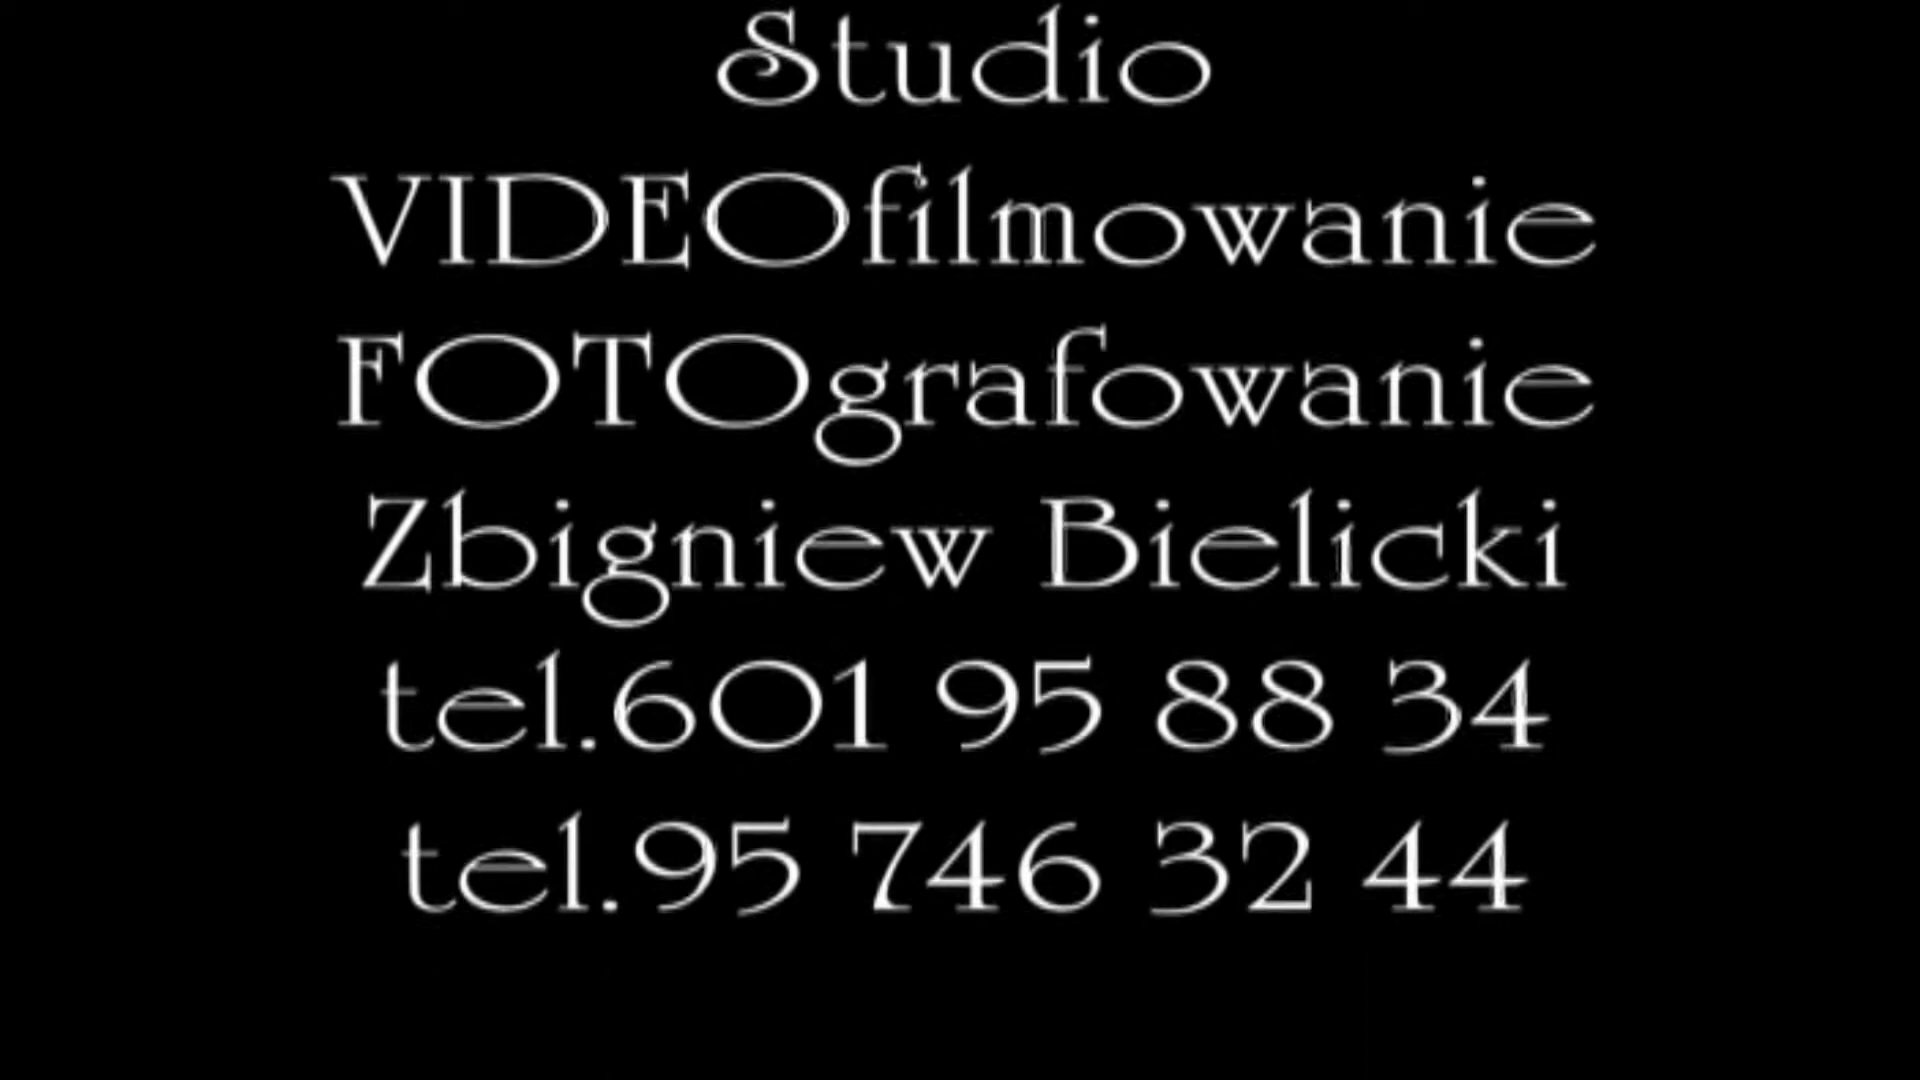 Studio
VIDEOfilmowanie
FOTOgrafowanie
Zbigniew Bielicki
tel.601 95 88 34
tel.95 746 32 44